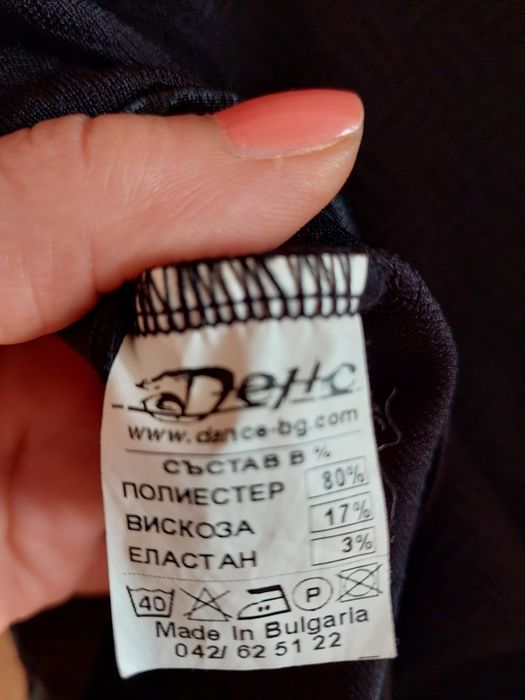 Денс
www.dance-bg.com
СЪСТАВ В %
ПОЛИЕСТЕР 80%
ВИСКОЗА 17%
ЕЛАСТАН 3%
40 P
Made In Bulgaria
042/ 62 51 22